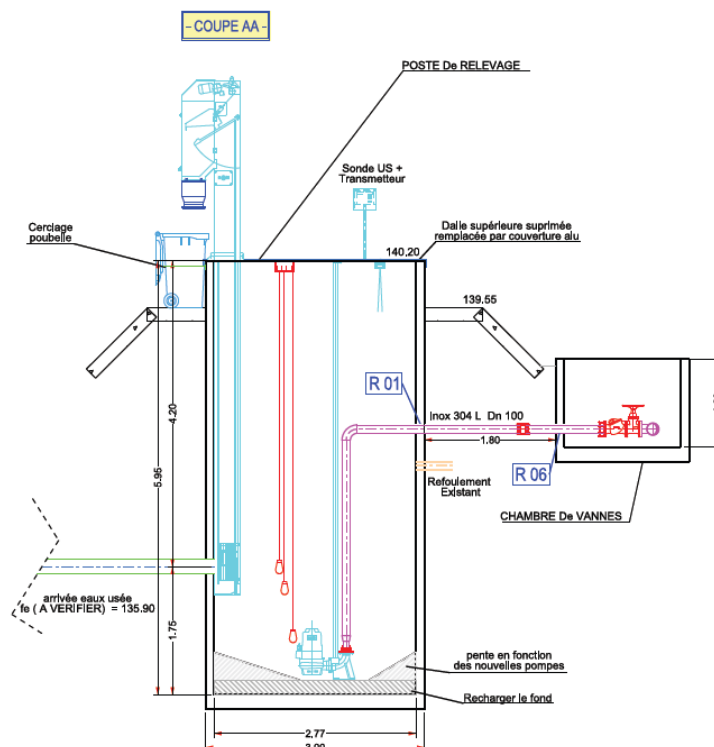 - COUPE AA -
POSTE De RELEVAGE
Sonde US +
Transmetteur
Cerclage
poubelle
Dalle supérieure suprimée
remplacée par couverture alu
140,20
139.55
R 01
Inox 304 L Dn 100
1.80
4.20
5.95
R 06
Refoulement
Existant
CHAMBRE De VANNES
arrivée eaux usée
fe ( A VERIFIER) = 135.90
1.75
pente en fonction
des nouvelles pompes
Recharger le fond
2.77